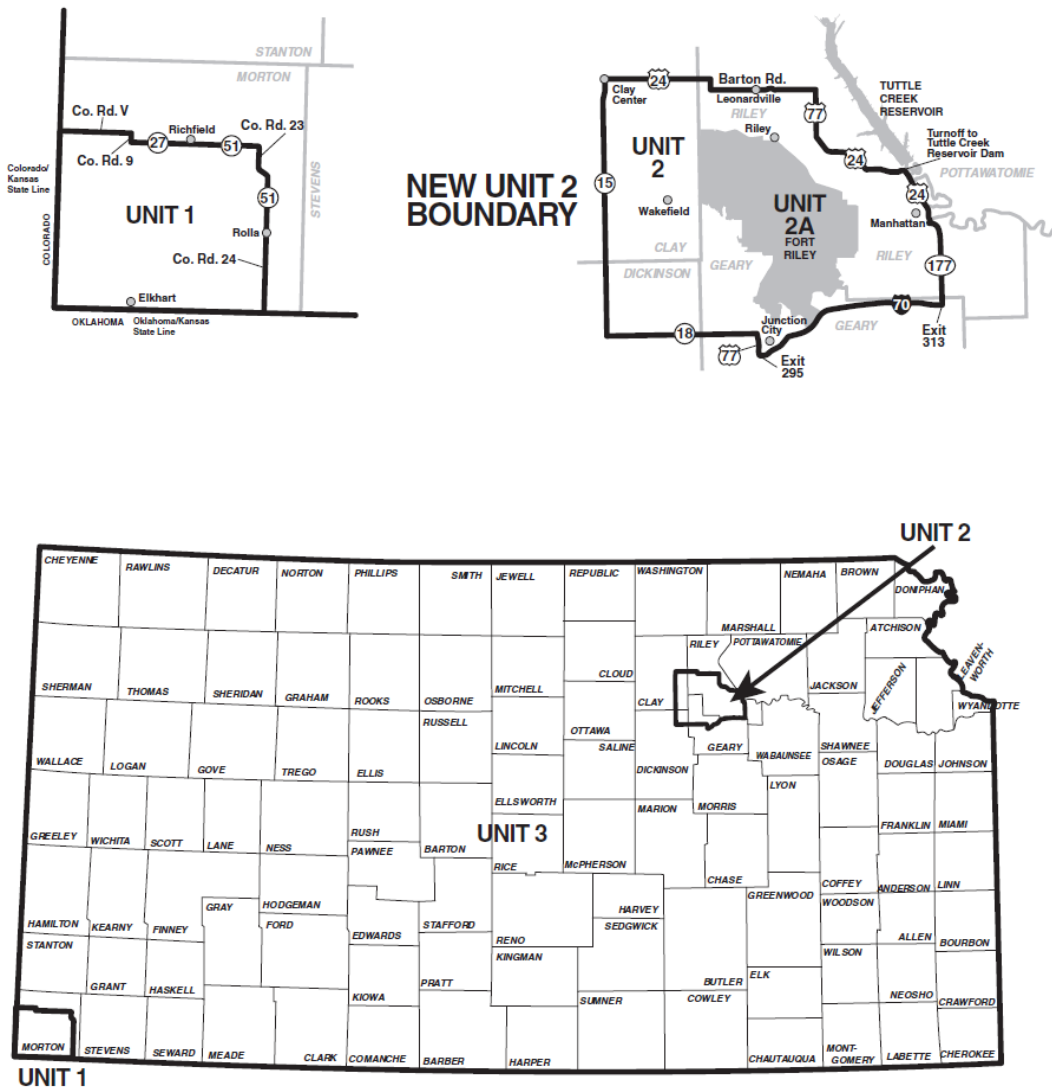 STANTON
MORTON
Co. Rd. V
Richfield
Co. Rd. 23
Co. Rd. 9
27
51
Colorado/
Kansas
State Line
UNIT 1
51
STEVENS
Rolla
COLORADO
Co. Rd. 24
Elkhart
OKLAHOMA
Oklahoma/Kansas
State Line
NEW UNIT 2
BOUNDARY
24
Barton Rd.
Clay
Center
Leonardville
TUTTLE
CREEK
RESERVOIR
RILEY
77
Riley
Turnoff to
Tuttle Creek
Reservoir Dam
UNIT
2
24
POTTAWATOMIE
15
24
UNIT
2A
FORT
RILEY
Wakefield
Manhattan
CLAY
DICKINSON
GEARY
RILEY
177
70
18
Junction
City
GEARY
77
Exit
313
Exit
295
UNIT 2
CHEYENNE
RAWLINS
DECATUR
NORTON
PHILLIPS
SMITH
JEWELL
REPUBLIC
WASHINGTON
NEMAHA
BROWN
DONIPHAN
MARSHALL
ATCHISON
RILEY
POTTAWATOMIE
LEAVEN-
WORTH
SHERMAN
THOMAS
SHERIDAN
GRAHAM
ROOKS
OSBORNE
MITCHELL
CLOUD
CLAY
JACKSON
JEFFERSON
WYANDOTTE
RUSSELL
LINCOLN
OTTAWA
SALINE
GEARY
WABAUNSEE
SHAWNEE
OSAGE
DOUGLAS
JOHNSON
WALLACE
LOGAN
GOVE
TREGO
ELLIS
DICKINSON
LYON
ELLSWORTH
MARION
MORRIS
GREELEY
WICHITA
SCOTT
LANE
NESS
RUSH
PAWNEE
BARTON
UNIT 3
RICE
McPHERSON
FRANKLIN
MIAMI
CHASE
GREENWOOD
COFFEY
WOODSON
ANDERSON
LINN
HAMILTON
KEARNY
FINNEY
GRAY
HODGEMAN
FORD
EDWARDS
STAFFORD
HARVEY
SEDGWICK
STANTON
RENO
KINGMAN
WILSON
ALLEN
BOURBON
GRANT
HASKELL
KIOWA
PRATT
SUMNER
BUTLER
COWLEY
ELK
NEOSHO
CRAWFORD
MORTON
STEVENS
SEWARD
MEADE
CLARK
COMANCHE
BARBER
HARPER
CHAUTAUQUA
MONT-
GOMERY
LABETTE
CHEROKEE
UNIT 1